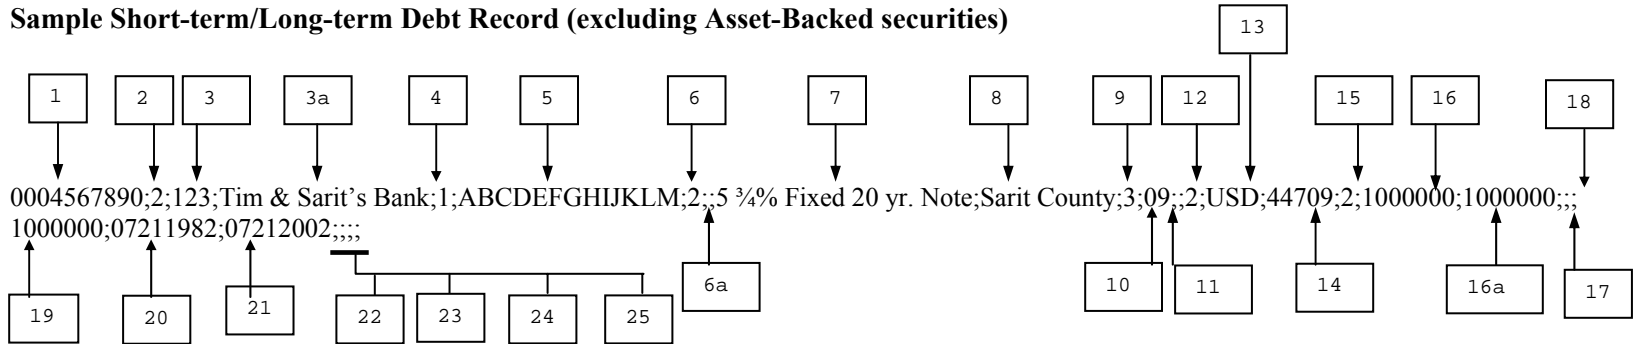 Sample Short-term/Long-term Debt Record (excluding Asset-Backed securities)
13
1 2 3 3a 4 5 6 7 8 9 12 15 16 18
0004567890;2;123;Tim & Sarit's Bank;1;ABCDEFGHIJKLM;2;;5 ¾% Fixed 20 yr. Note;Sarit County;3;09;;2;USD;44709;2;1000000;1000000;;;
1000000;07211982;07212002;;;;
19 20 21 22 23 24 25 6a 10 11 14 16a 17